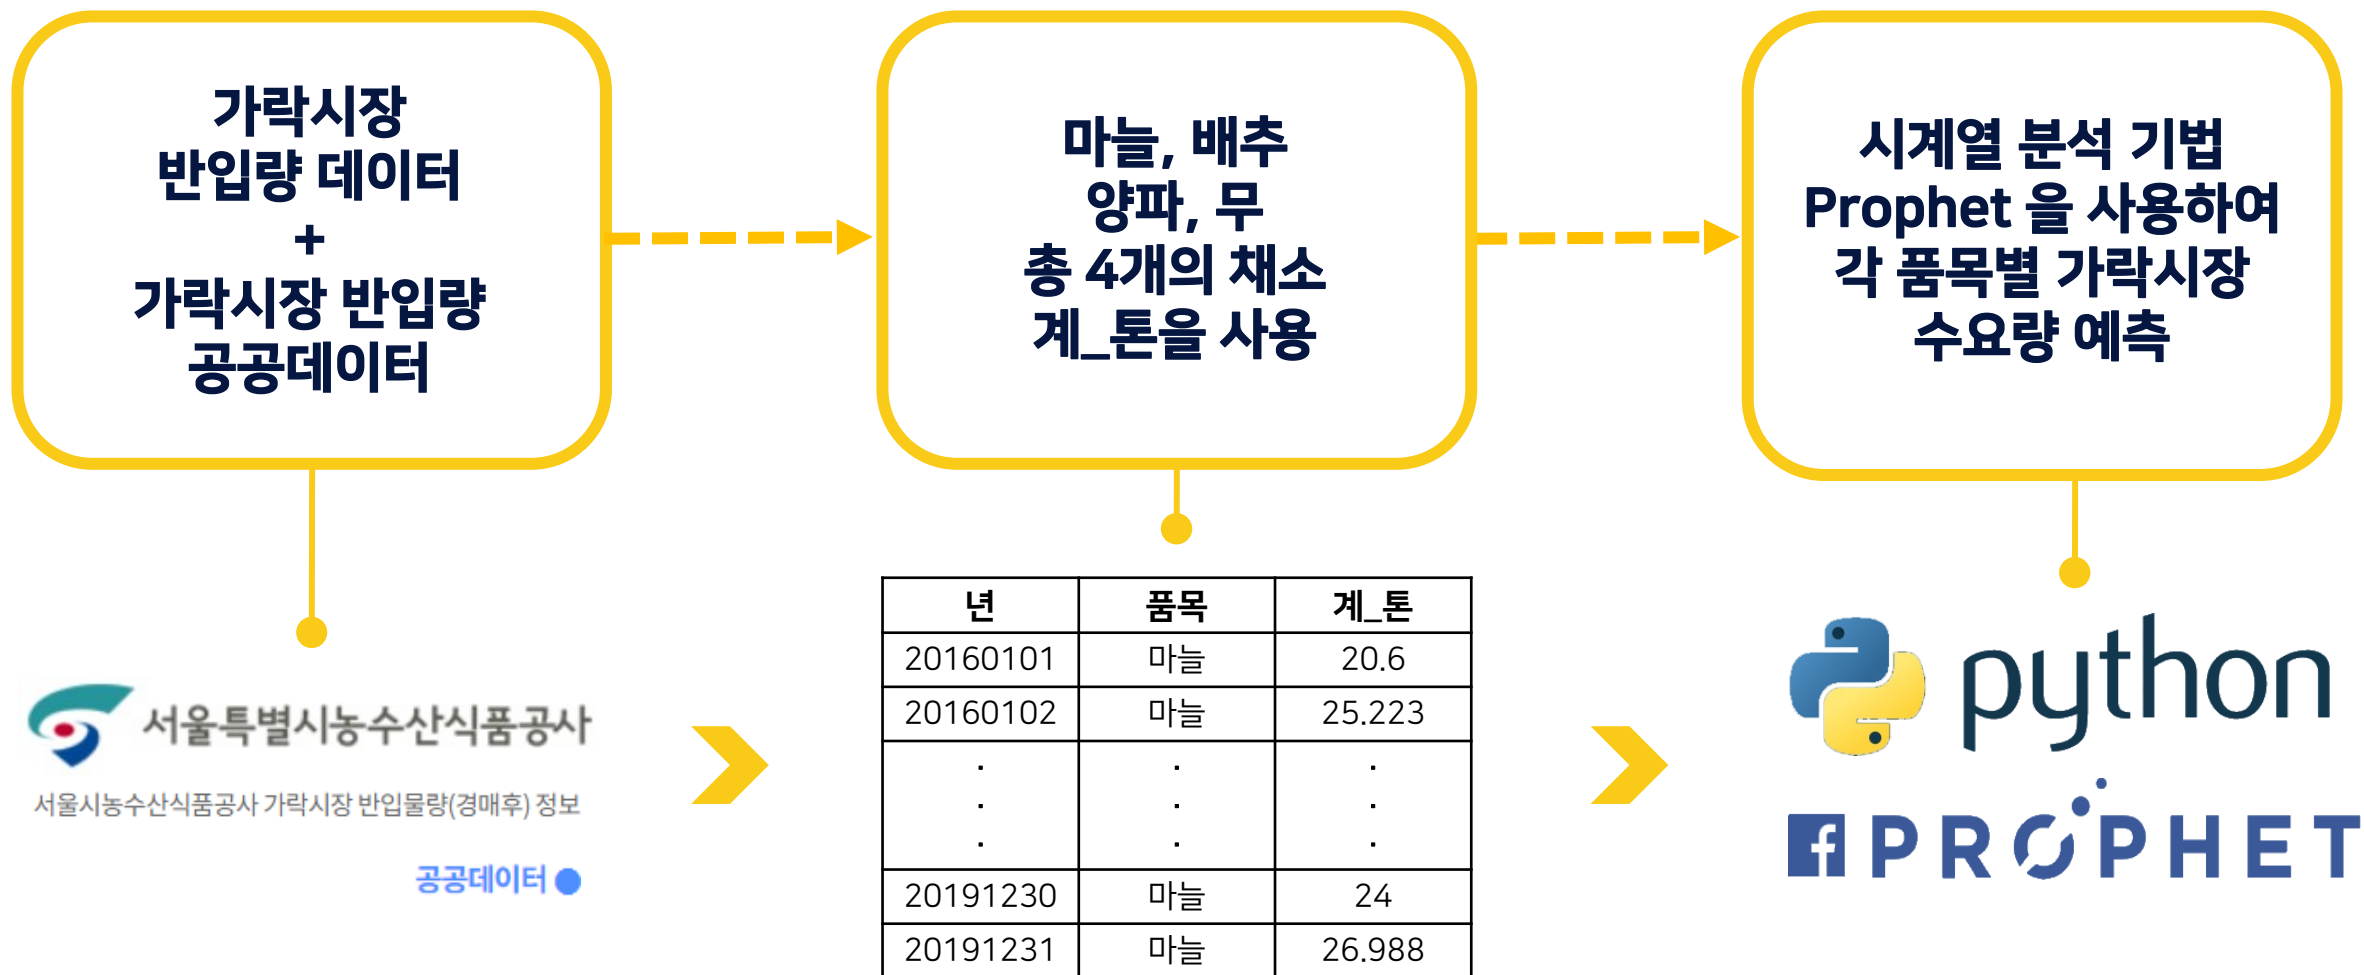 가락시장
반입량 데이터
+
가락시장 반입량
공공데이터
마늘, 배추
양파, 무
총 4개의 채소
계_톤을 사용
시계열 분석 기법
Prophet 을 사용하여
각 품목별 가락시장
수요량 예측
서울특별시농수산식품공사
서울시농수산식품공사 가락시장 반입물량(경매후) 정보
공공데이터
년 품목 계_톤
20160101 마늘 20.6
20160102 마늘 25.223
. . .
. . .
. . .
20191230 마늘 24
20191231 마늘 26.988
python
f PROPHET